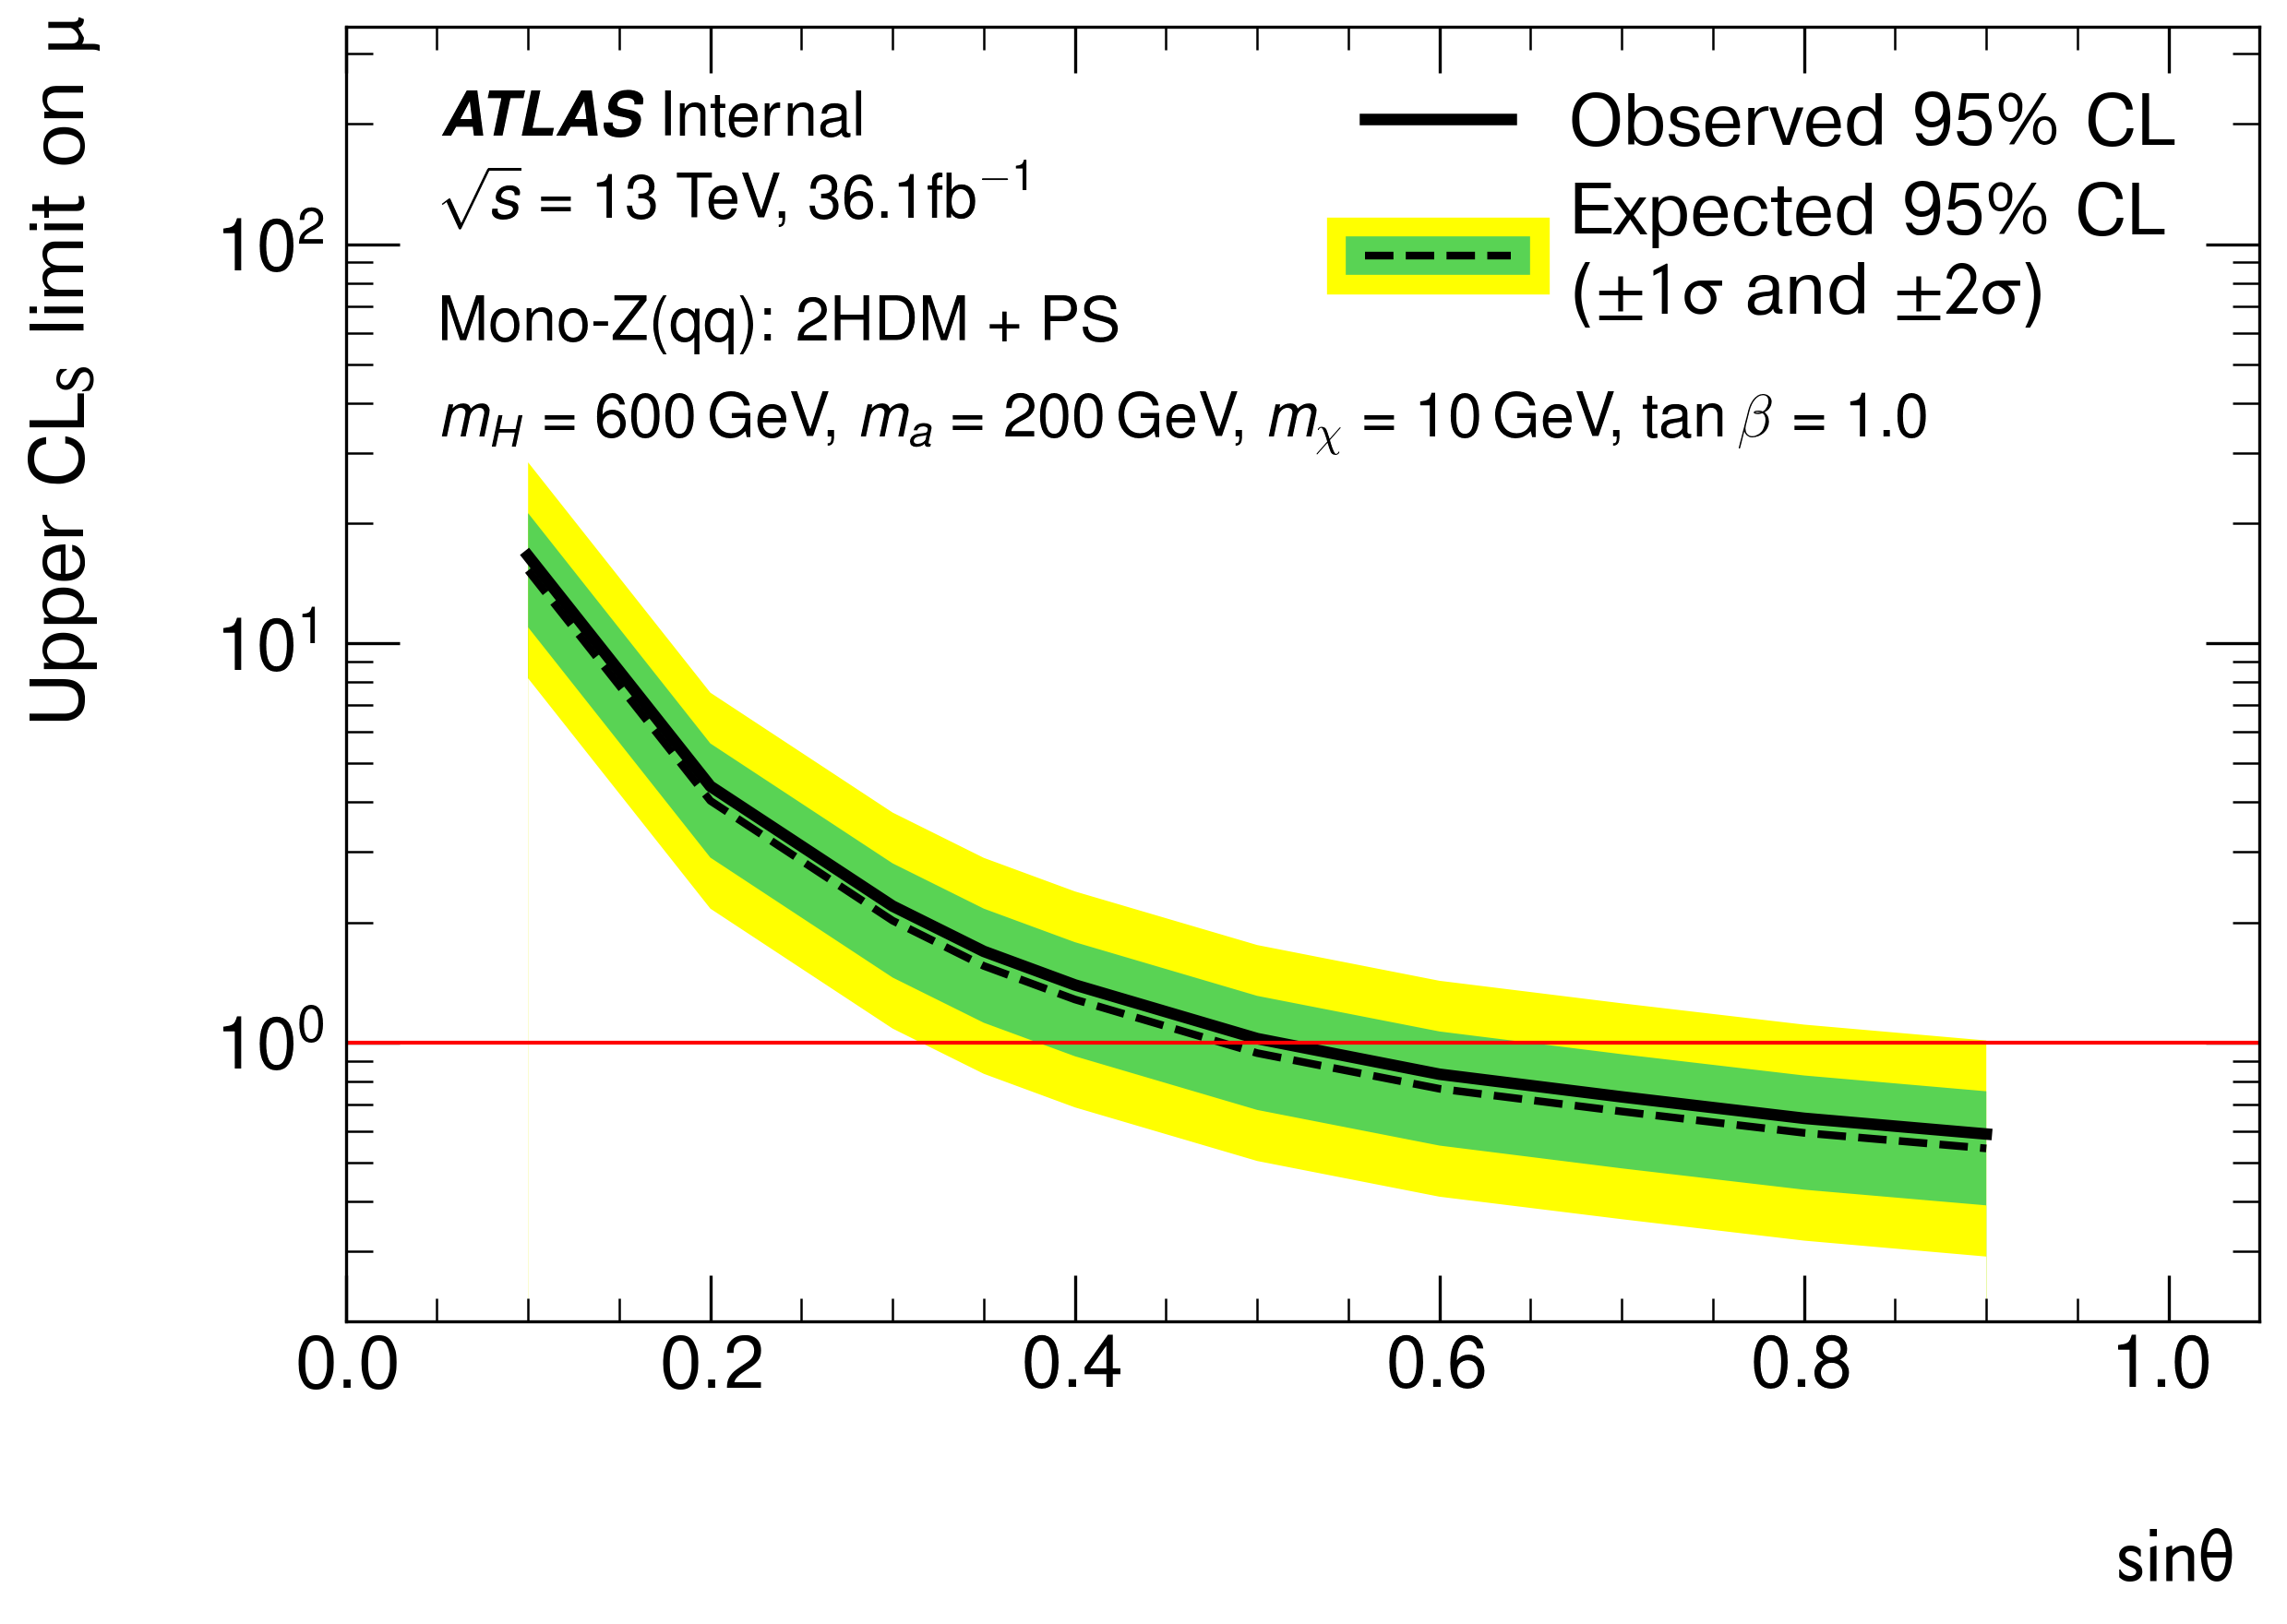 Upper CLs limit on μ
ATLAS Internal
√s = 13 TeV, 36.1fb⁻¹
Mono-Z(qq): 2HDM + PS
m_H = 600 GeV, m_a = 200 GeV, m_χ = 10 GeV, tan β = 1.0
Observed 95% CL
Expected 95% CL
(±1σ and ±2σ)
10²
10¹
10⁰
0.0 0.2 0.4 0.6 0.8 1.0
sinθ